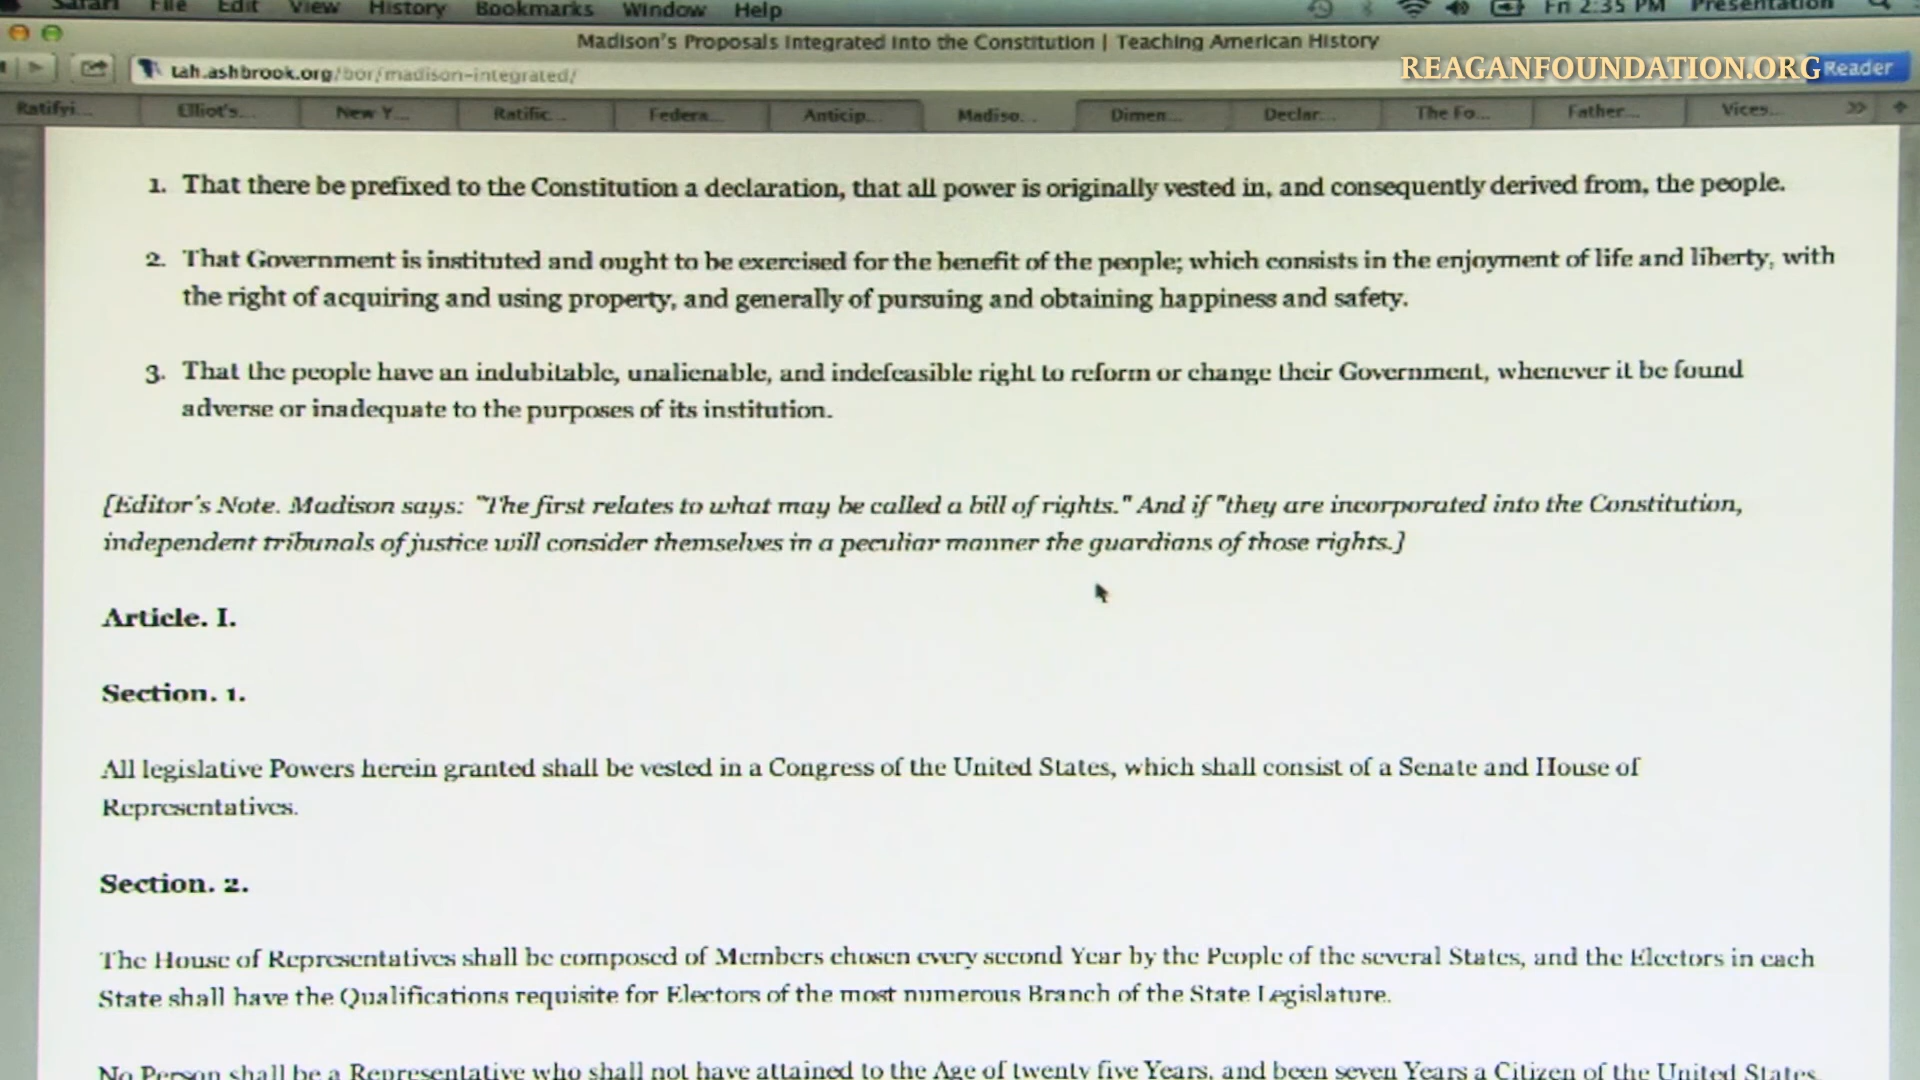 Safari File Edit View History Bookmarks Window Help Fri 2:35 PM Presentation
Madison's Proposals Integrated Into the Constitution | Teaching American History
tah.ashbrook.org/bor/madison-integrated/ Reader
REAGANFOUNDATION.ORG
Ratifyi... Elliot's... New Y... Ratific... Federa... Anticip... Madiso... Dimen... Declar... The Fo... Father... Vices...
1. That there be prefixed to the Constitution a declaration, that all power is originally vested in, and consequently derived from, the people.
2. That Government is instituted and ought to be exercised for the benefit of the people; which consists in the enjoyment of life and liberty, with
the right of acquiring and using property, and generally of pursuing and obtaining happiness and safety.
3. That the people have an indubitable, unalienable, and indefeasible right to reform or change their Government, whenever it be found
adverse or inadequate to the purposes of its institution.
[Editor's Note. Madison says: "The first relates to what may be called a bill of rights." And if "they are incorporated into the Constitution,
independent tribunals of justice will consider themselves in a peculiar manner the guardians of those rights.]
Article. I.
Section. 1.
All legislative Powers herein granted shall be vested in a Congress of the United States, which shall consist of a Senate and House of
Representatives.
Section. 2.
The House of Representatives shall be composed of Members chosen every second Year by the People of the several States, and the Electors in each
State shall have the Qualifications requisite for Electors of the most numerous Branch of the State Legislature.
No Person shall be a Representative who shall not have attained to the Age of twenty five Years, and been seven Years a Citizen of the United States,